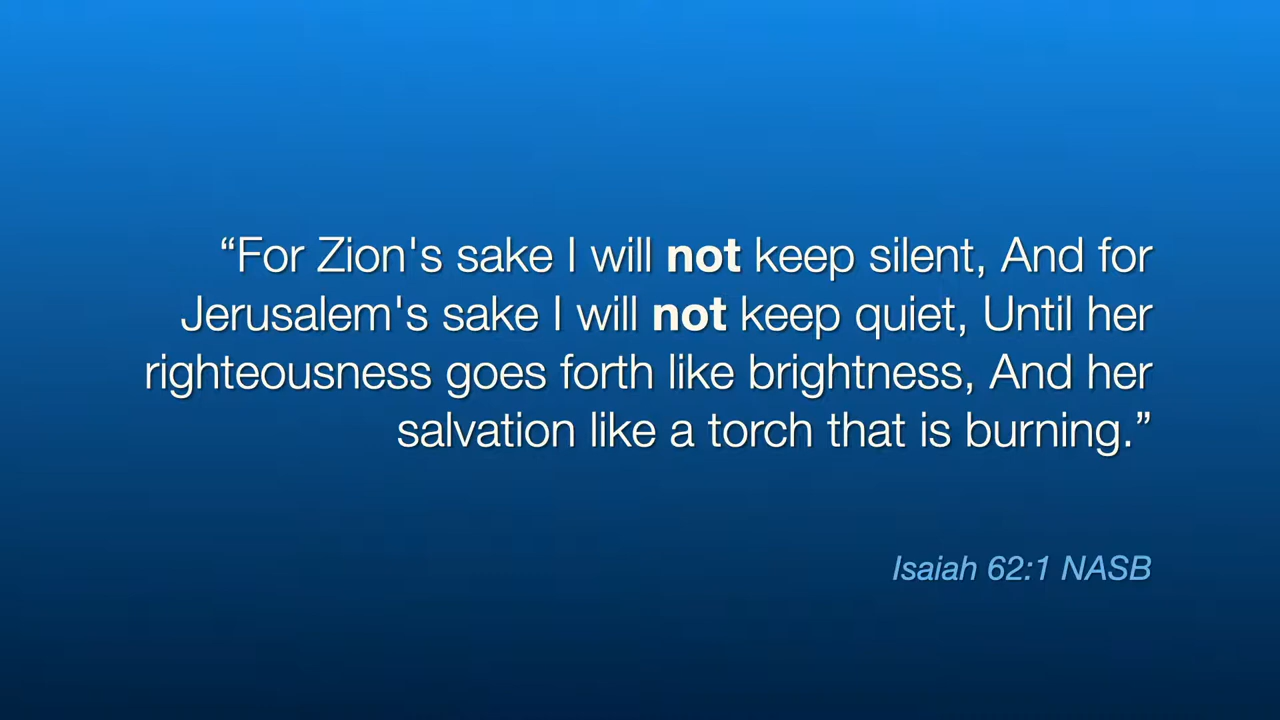 “For Zion's sake I will not keep silent, And for
Jerusalem's sake I will not keep quiet, Until her
righteousness goes forth like brightness, And her
salvation like a torch that is burning.”
Isaiah 62:1 NASB